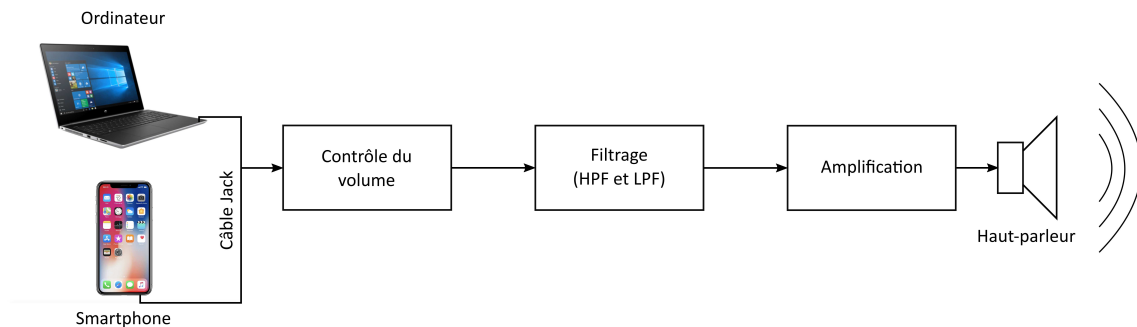 Ordinateur
Câble Jack
Smartphone
Contrôle du
volume
Filtrage
(HPF et LPF)
Amplification
Haut-parleur